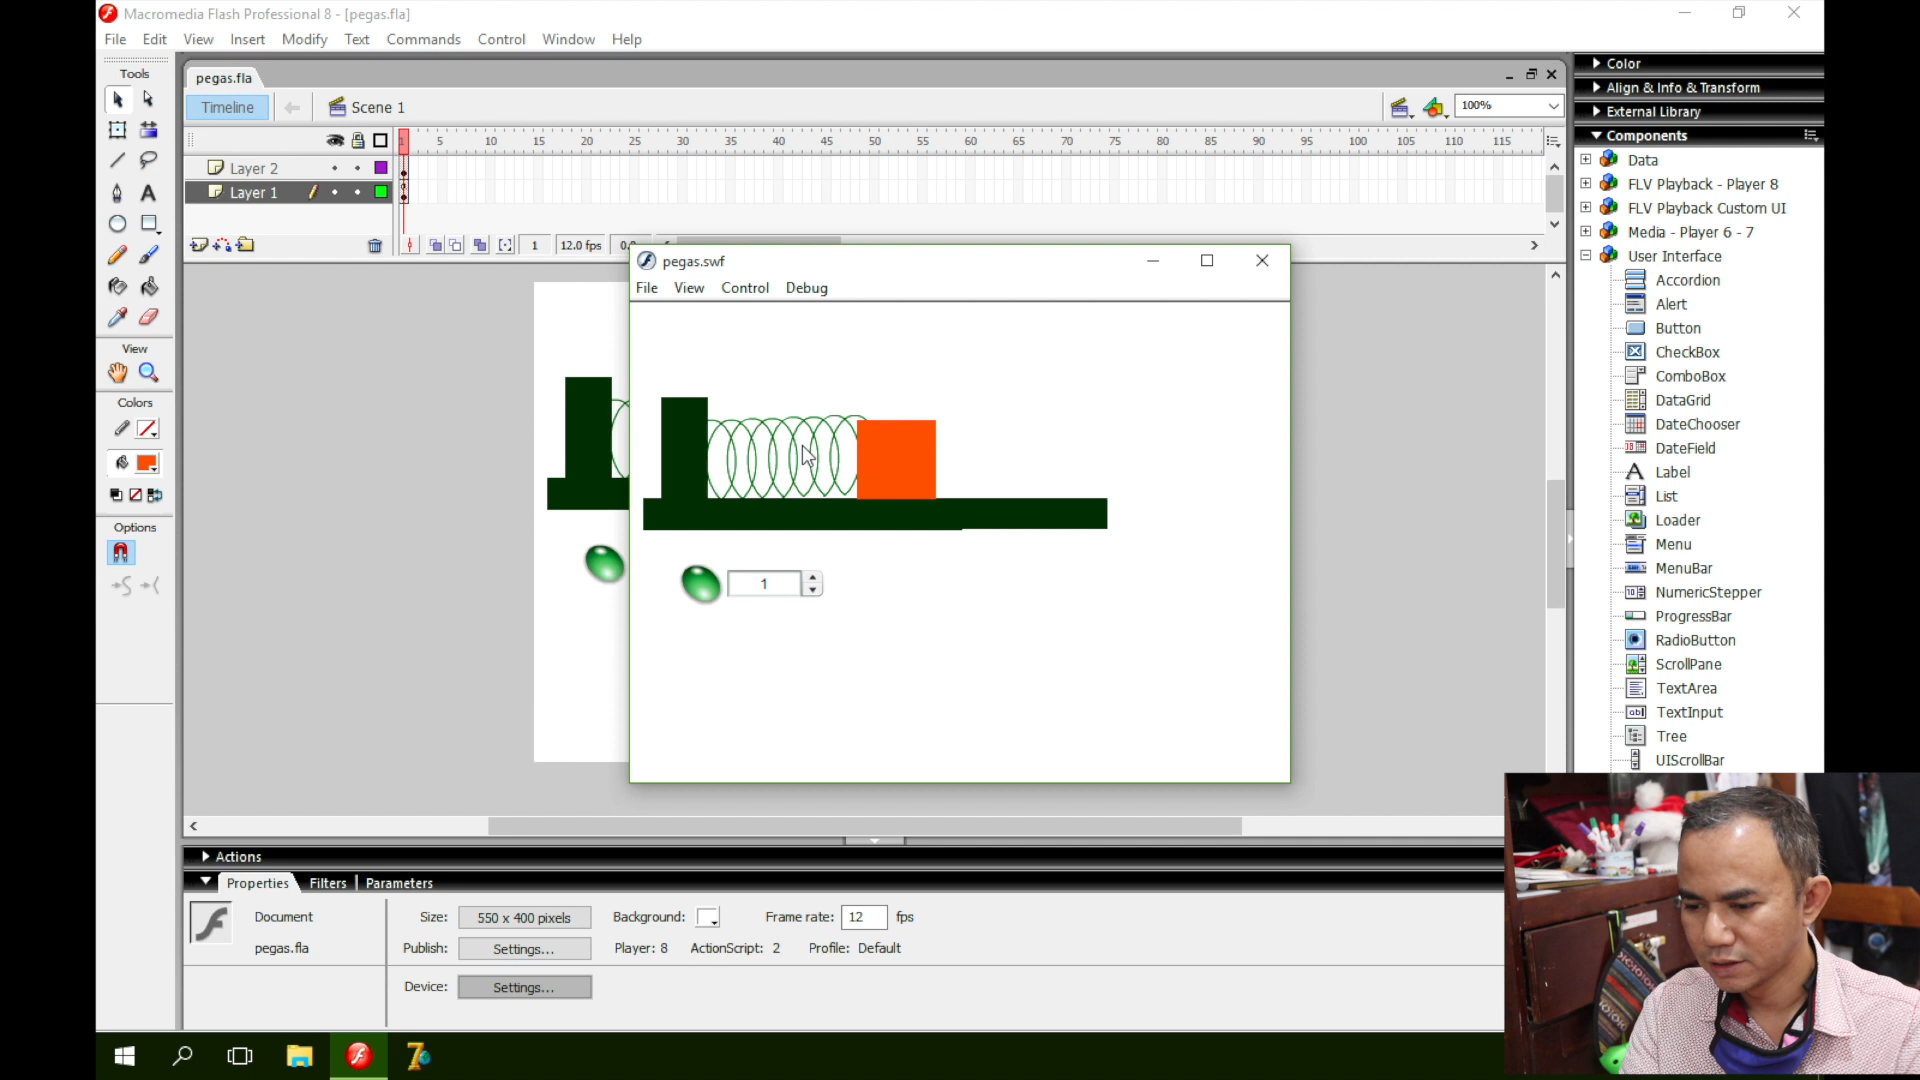 Macromedia Flash Professional 8 - [pegas.fla]
File Edit View Insert Modify Text Commands Control Window Help
Tools
View
Colors
Options
pegas.fla
Timeline
Scene 1
100%
1 5 10 15 20 25 30 35 40 45 50 55 60 65 70 75 80 85 90 95 100 105 110 115
Layer 2
Layer 1
1 12.0 fps
pegas.swf
File View Control Debug
1
Color
Align & Info & Transform
External Library
Components
Data
FLV Playback - Player 8
FLV Playback Custom UI
Media - Player 6 - 7
User Interface
Accordion
Alert
Button
CheckBox
ComboBox
DataGrid
DateChooser
DateField
Label
List
Loader
Menu
MenuBar
NumericStepper
ProgressBar
RadioButton
ScrollPane
TextArea
TextInput
Tree
UIScrollBar
Actions
Properties Filters Parameters
Document
pegas.fla
Size: 550 x 400 pixels Background: Frame rate: 12 fps
Publish: Settings... Player: 8 ActionScript: 2 Profile: Default
Device: Settings...